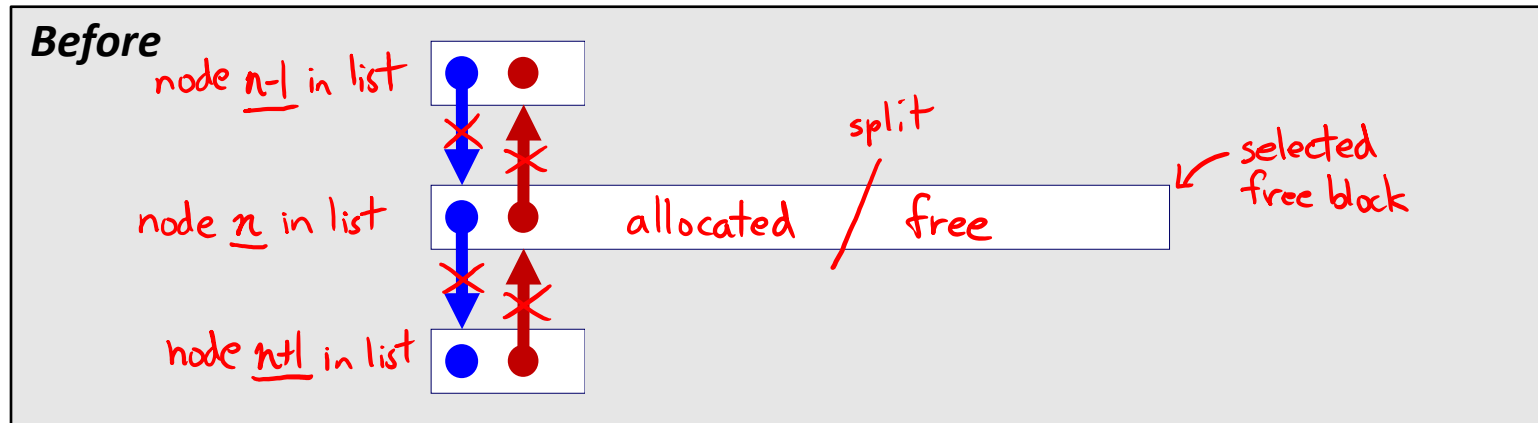 Before
node n-1 in list
split
selected
free block
node n in list
allocated / free
node n+1 in list